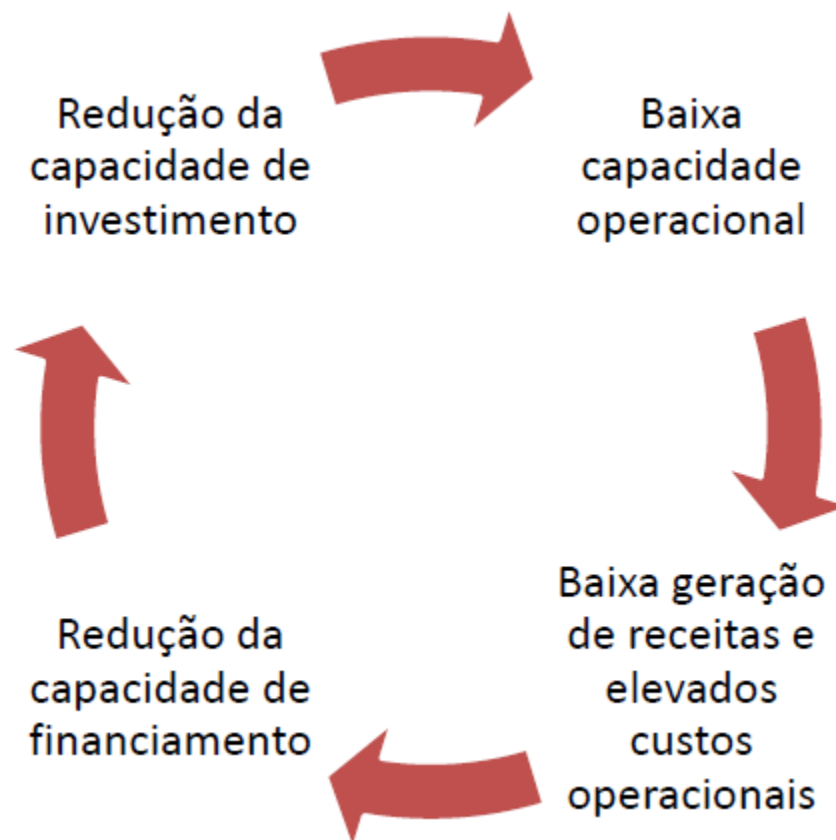 Redução da
capacidade de
investimento
Baixa
capacidade
operacional
Baixa geração
de receitas e
elevados
custos
operacionais
Redução da
capacidade de
financiamento